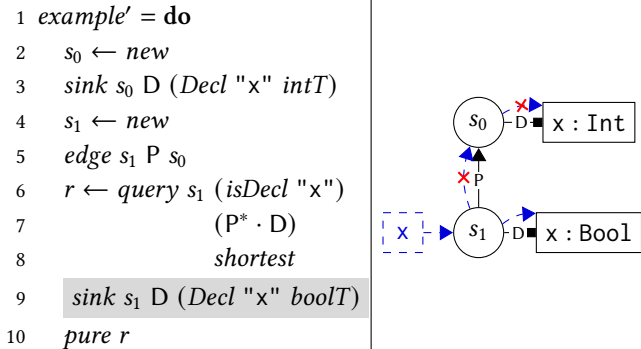 1 example′ = do
2 s₀ ← new
3 sink s₀ D (Decl "x" intT)
4 s₁ ← new
5 edge s₁ P s₀
6 r ← query s₁ (isDecl "x")
7 (P* · D)
8 shortest
9 sink s₁ D (Decl "x" boolT)
10 pure r
s₀ D x : Int
P
x s₁ D x : Bool